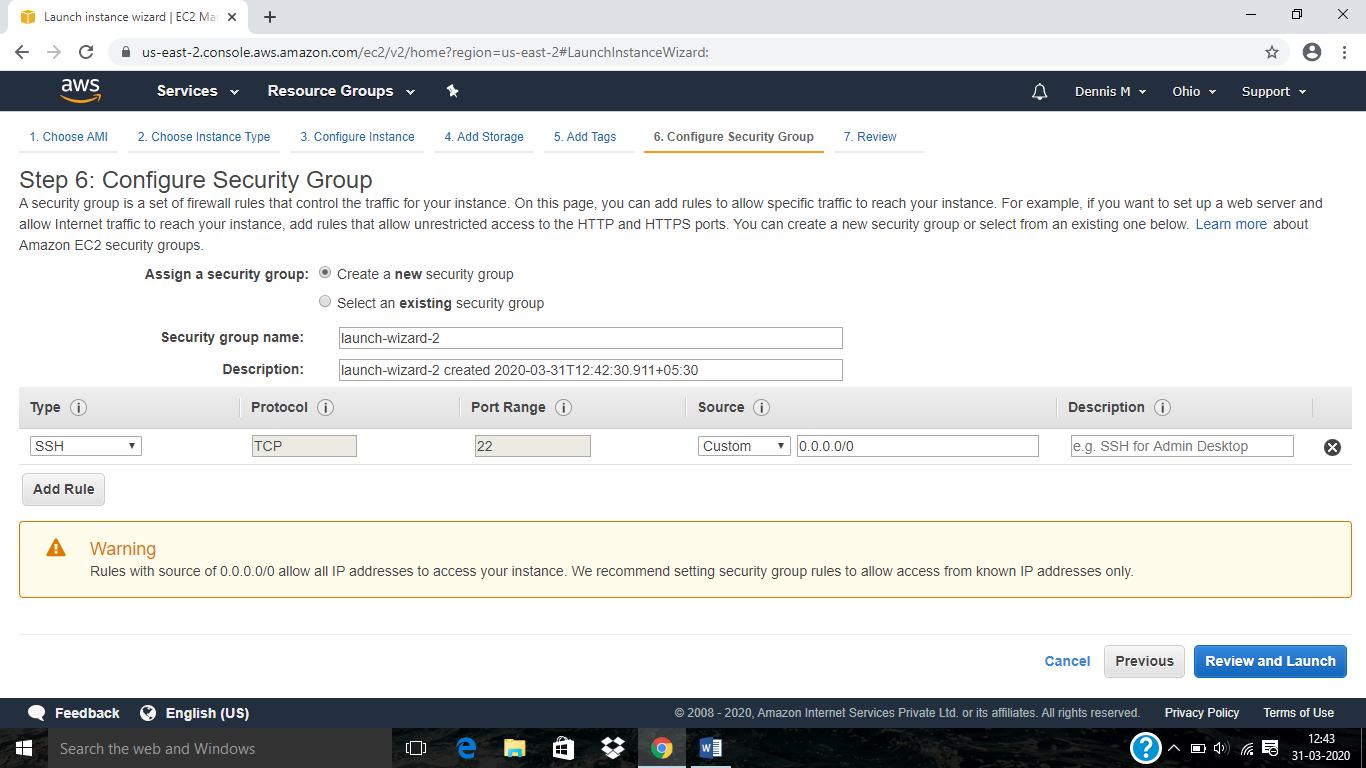 Launch instance wizard | EC2 Ma
us-east-2.console.aws.amazon.com/ec2/v2/home?region=us-east-2#LaunchInstanceWizard:
aws Services Resource Groups Dennis M Ohio Support
1. Choose AMI 2. Choose Instance Type 3. Configure Instance 4. Add Storage 5. Add Tags 6. Configure Security Group 7. Review
Step 6: Configure Security Group
A security group is a set of firewall rules that control the traffic for your instance. On this page, you can add rules to allow specific traffic to reach your instance. For example, if you want to set up a web server and
allow Internet traffic to reach your instance, add rules that allow unrestricted access to the HTTP and HTTPS ports. You can create a new security group or select from an existing one below. Learn more about
Amazon EC2 security groups.
Assign a security group: Create a new security group
Select an existing security group
Security group name: launch-wizard-2
Description: launch-wizard-2 created 2020-03-31T12:42:30.911+05:30
Type i Protocol i Port Range i Source i Description i
SSH TCP 22 Custom 0.0.0.0/0 e.g. SSH for Admin Desktop
Add Rule
Warning
Rules with source of 0.0.0.0/0 allow all IP addresses to access your instance. We recommend setting security group rules to allow access from known IP addresses only.
Cancel Previous Review and Launch
Feedback English (US) © 2008 - 2020, Amazon Internet Services Private Ltd. or its affiliates. All rights reserved. Privacy Policy Terms of Use
Search the web and Windows
12:43
31-03-2020